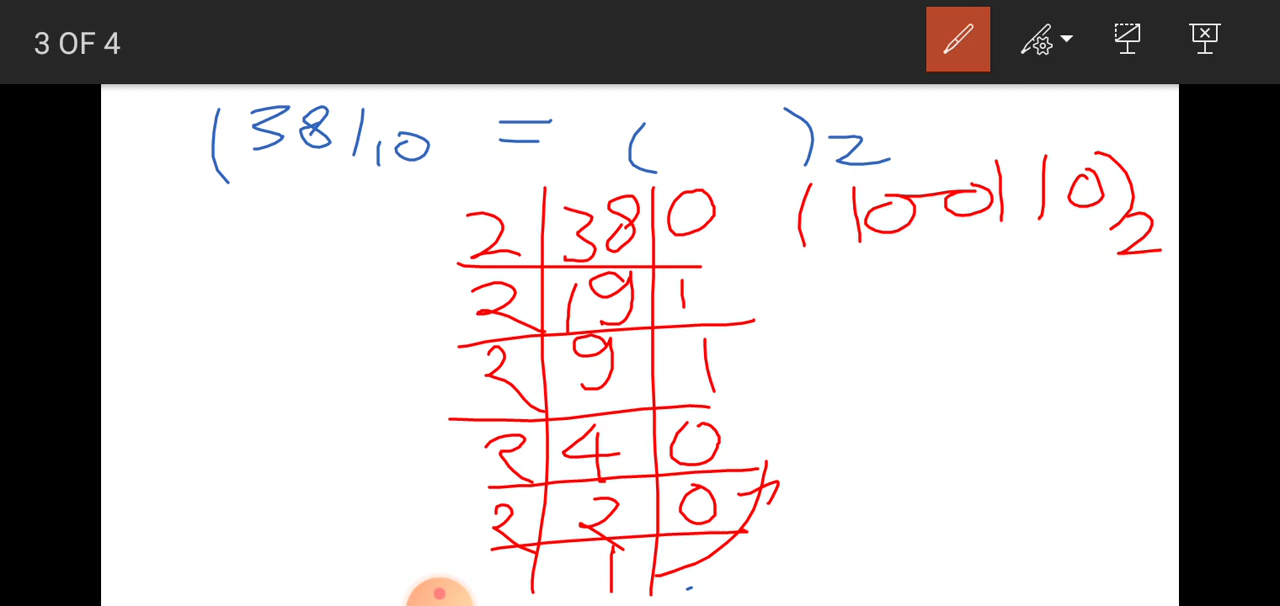 3 OF 4
(38)10 = ( )2
(100110)2
2 38 0
2 19 1
2 9 1
2 4 0
2 2 0
1